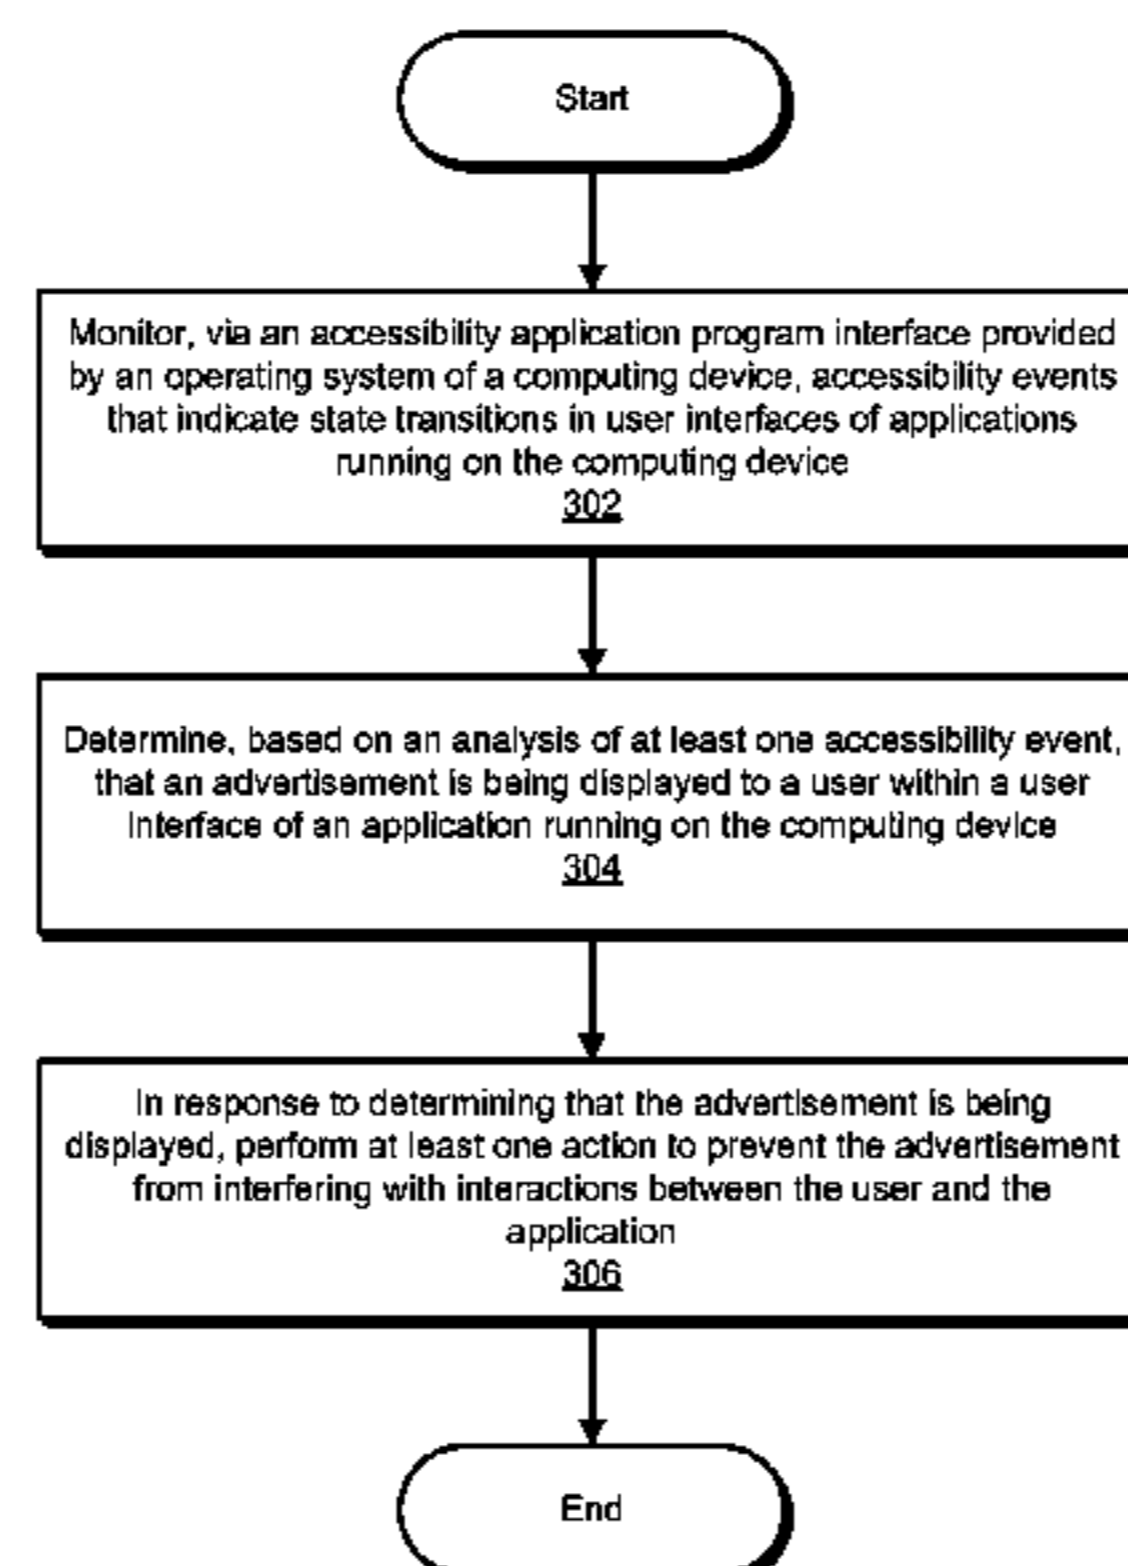 Start
Monitor, via an accessibility application program interface provided
by an operating system of a computing device, accessibility events
that indicate state transitions in user interfaces of applications
running on the computing device
302
Determine, based on an analysis of at least one accessibility event,
that an advertisement is being displayed to a user within a user
interface of an application running on the computing device
304
In response to determining that the advertisement is being
displayed, perform at least one action to prevent the advertisement
from interfering with interactions between the user and the
application
306
End